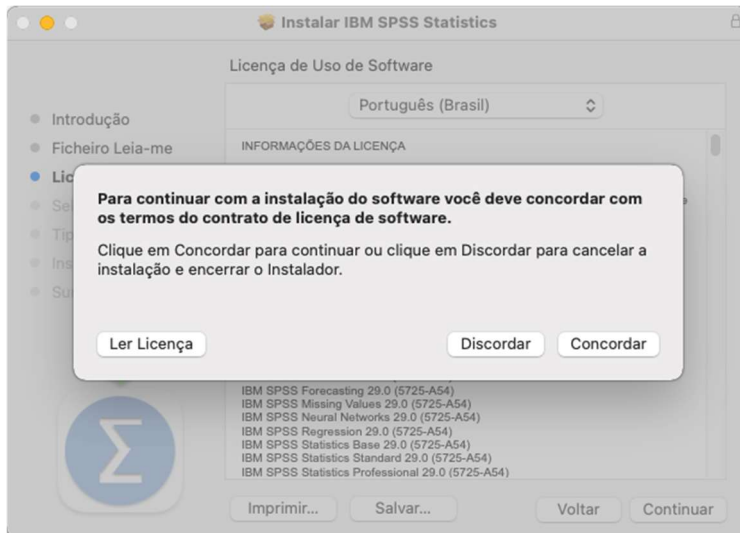 Instalar IBM SPSS Statistics
Licença de Uso de Software
Português (Brasil)
Introdução
Ficheiro Leia-me
INFORMAÇÕES DA LICENÇA
Lic
Se
Tip
Ins
Su
Para continuar com a instalação do software você deve concordar com
os termos do contrato de licença de software.
Clique em Concordar para continuar ou clique em Discordar para cancelar a
instalação e encerrar o Instalador.
Ler Licença
Discordar
Concordar
IBM SPSS Forecasting 29.0 (5725-A54)
IBM SPSS Missing Values 29.0 (5725-A54)
IBM SPSS Neural Networks 29.0 (5725-A54)
IBM SPSS Regression 29.0 (5725-A54)
IBM SPSS Statistics Base 29.0 (5725-A54)
IBM SPSS Statistics Standard 29.0 (5725-A54)
IBM SPSS Statistics Professional 29.0 (5725-A54)
Σ
Imprimir...
Salvar...
Voltar
Continuar